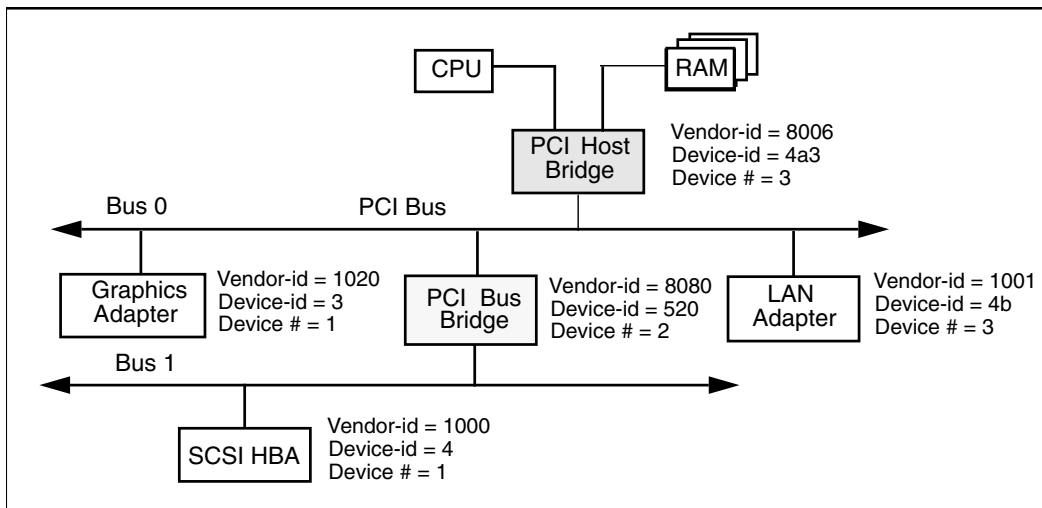 CPU
RAM
PCI Host
Bridge
Vendor-id = 8006
Device-id = 4a3
Device # = 3
Bus 0
PCI Bus
Graphics
Adapter
Vendor-id = 1020
Device-id = 3
Device # = 1
PCI Bus
Bridge
Vendor-id = 8080
Device-id = 520
Device # = 2
LAN
Adapter
Vendor-id = 1001
Device-id = 4b
Device # = 3
Bus 1
SCSI HBA
Vendor-id = 1000
Device-id = 4
Device # = 1